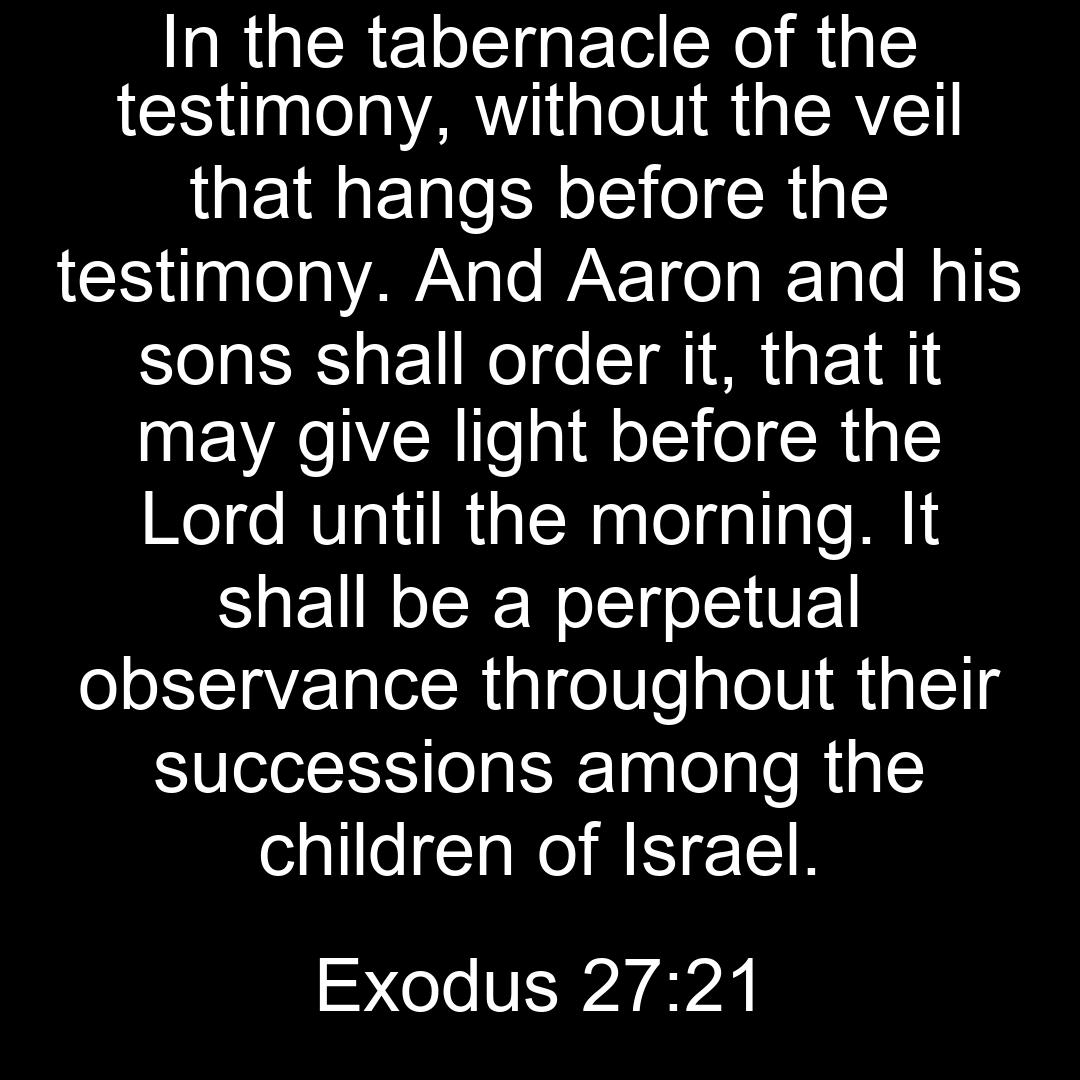 In the tabernacle of the
testimony, without the veil
that hangs before the
testimony. And Aaron and his
sons shall order it, that it
may give light before the
Lord until the morning. It
shall be a perpetual
observance throughout their
successions among the
children of Israel.
Exodus 27:21